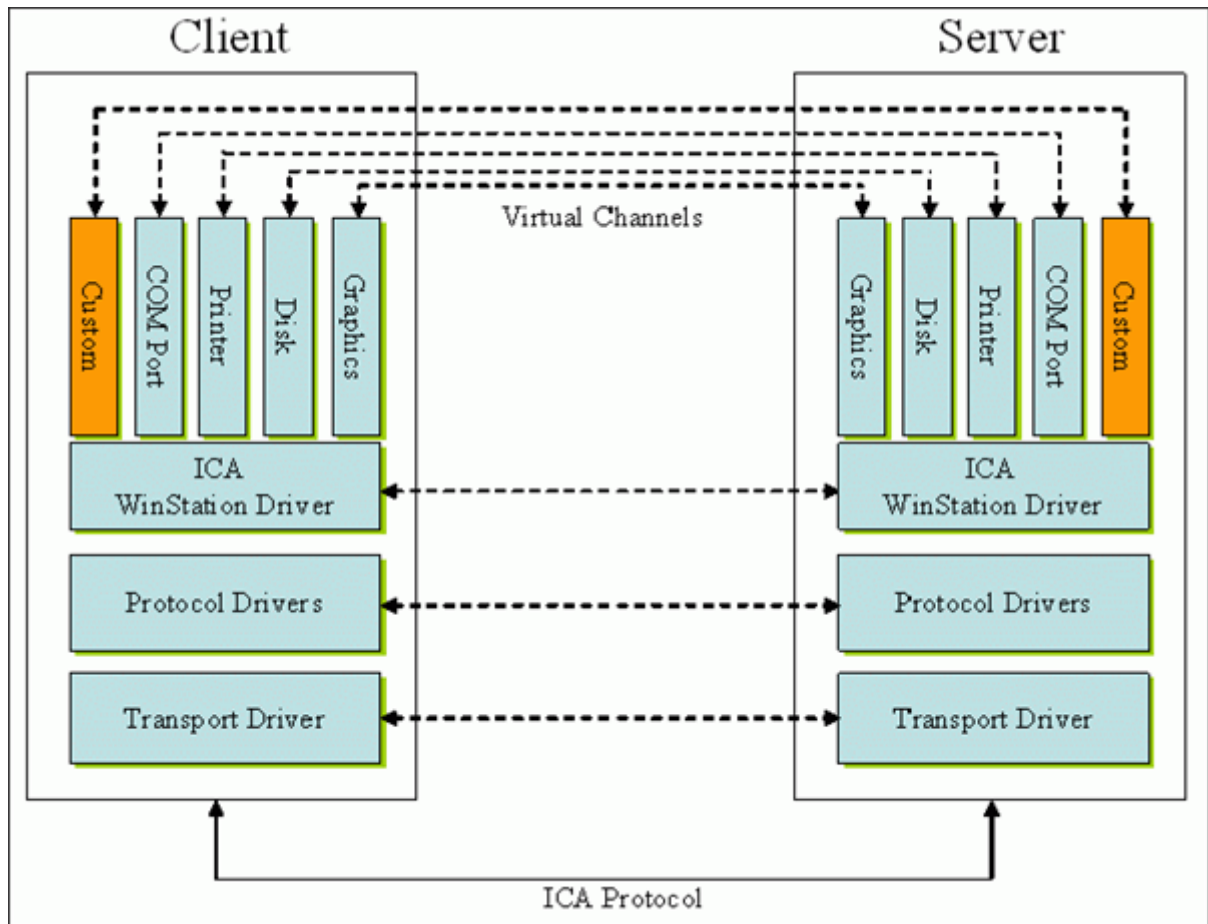 Client
Server
Virtual Channels
Custom
COM Port
Printer
Disk
Graphics
Graphics
Disk
Printer
COM Port
Custom
ICA
WinStation Driver
ICA
WinStation Driver
Protocol Drivers
Protocol Drivers
Transport Driver
Transport Driver
ICA Protocol